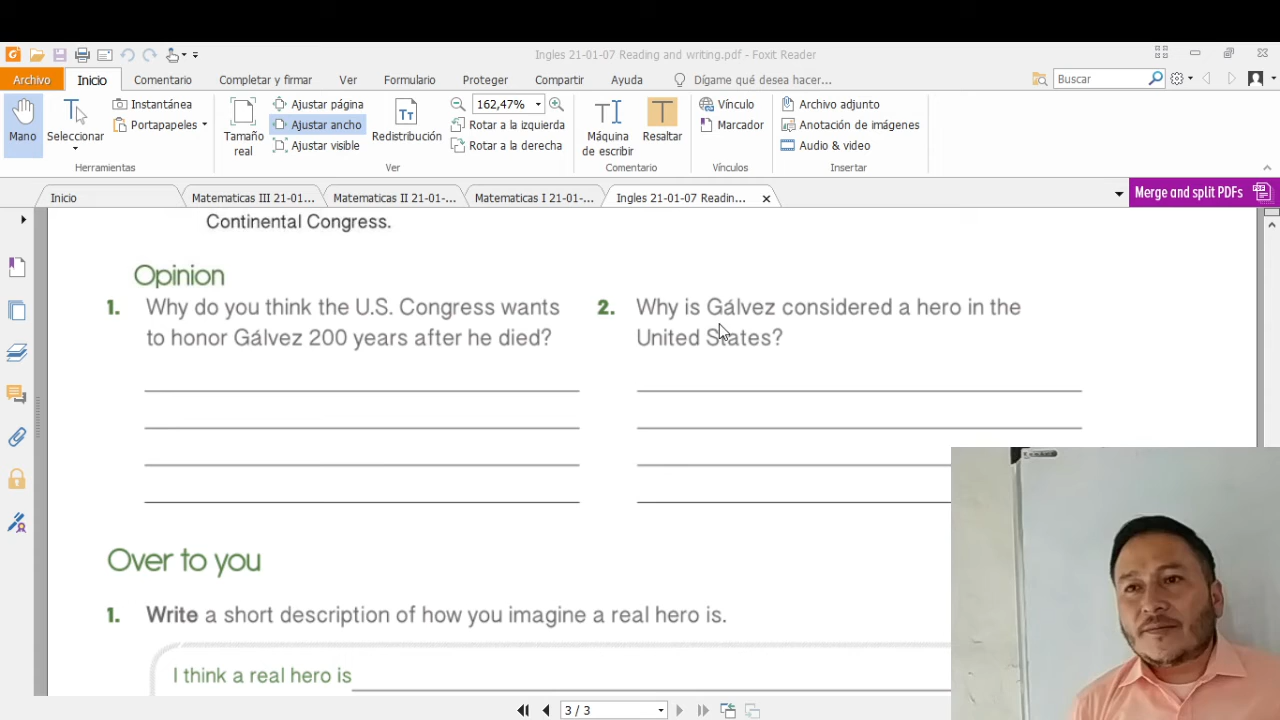 Ingles 21-01-07 Reading and writing.pdf - Foxit Reader
Archivo Inicio Comentario Completar y firmar Ver Formulario Proteger Compartir Ayuda Dígame qué desea hacer... Buscar
Mano
Seleccionar
Instantánea
Portapapeles
Herramientas
Tamaño real
Ajustar página
Ajustar ancho
Ajustar visible
Redistribución
162,47%
Rotar a la izquierda
Rotar a la derecha
Ver
Máquina de escribir
Resaltar
Comentario
Vínculo
Marcador
Vínculos
Archivo adjunto
Anotación de imágenes
Audio & video
Insertar
Inicio Matematicas III 21-01-... Matematicas II 21-01-... Matematicas I 21-01-... Ingles 21-01-07 Readin... Merge and split PDFs
Continental Congress.
Opinion
1. Why do you think the U.S. Congress wants
to honor Gálvez 200 years after he died?
2. Why is Gálvez considered a hero in the
United States?
Over to you
1. Write a short description of how you imagine a real hero is.
I think a real hero is
3 / 3